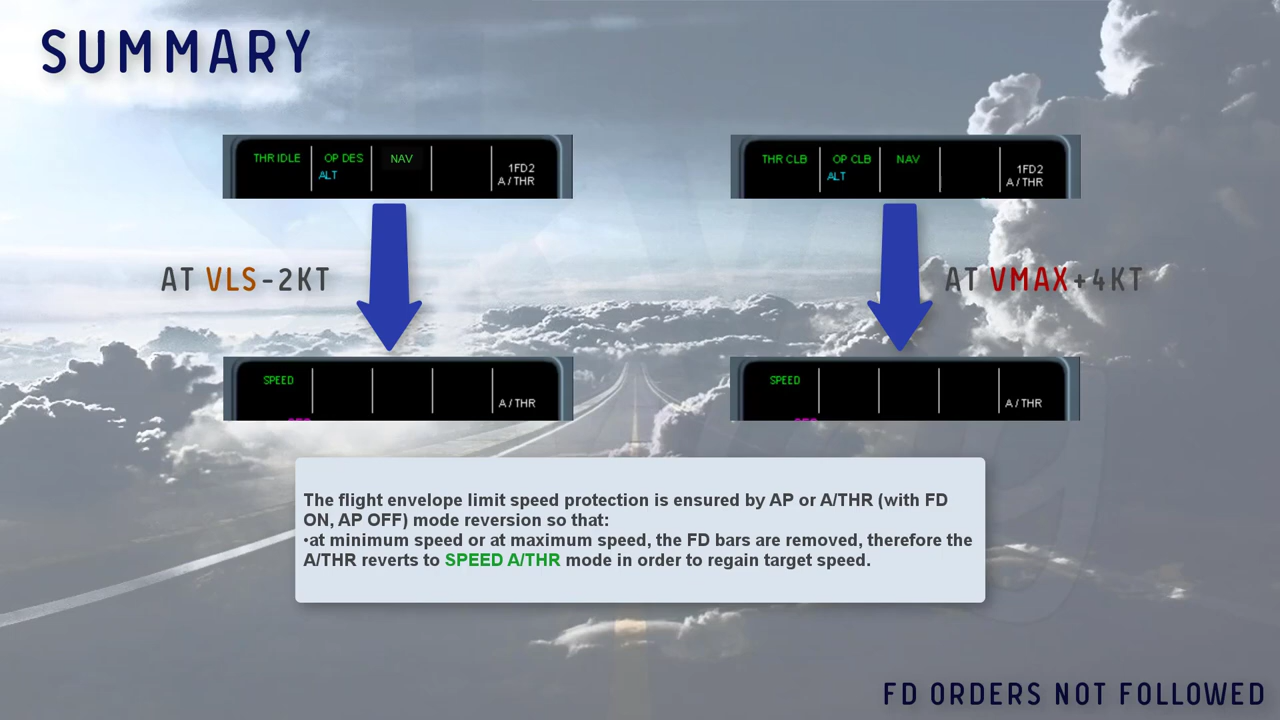 SUMMARY
THR IDLE OP DES NAV
ALT
1FD2
A/THR
THR CLB OP CLB NAV
ALT
1FD2
A/THR
AT VLS-2KT
AT VMAX+4KT
SPEED
A/THR
SPEED
A/THR
The flight envelope limit speed protection is ensured by AP or A/THR (with FD
ON, AP OFF) mode reversion so that:
•at minimum speed or at maximum speed, the FD bars are removed, therefore the
A/THR reverts to SPEED A/THR mode in order to regain target speed.
FD ORDERS NOT FOLLOWED